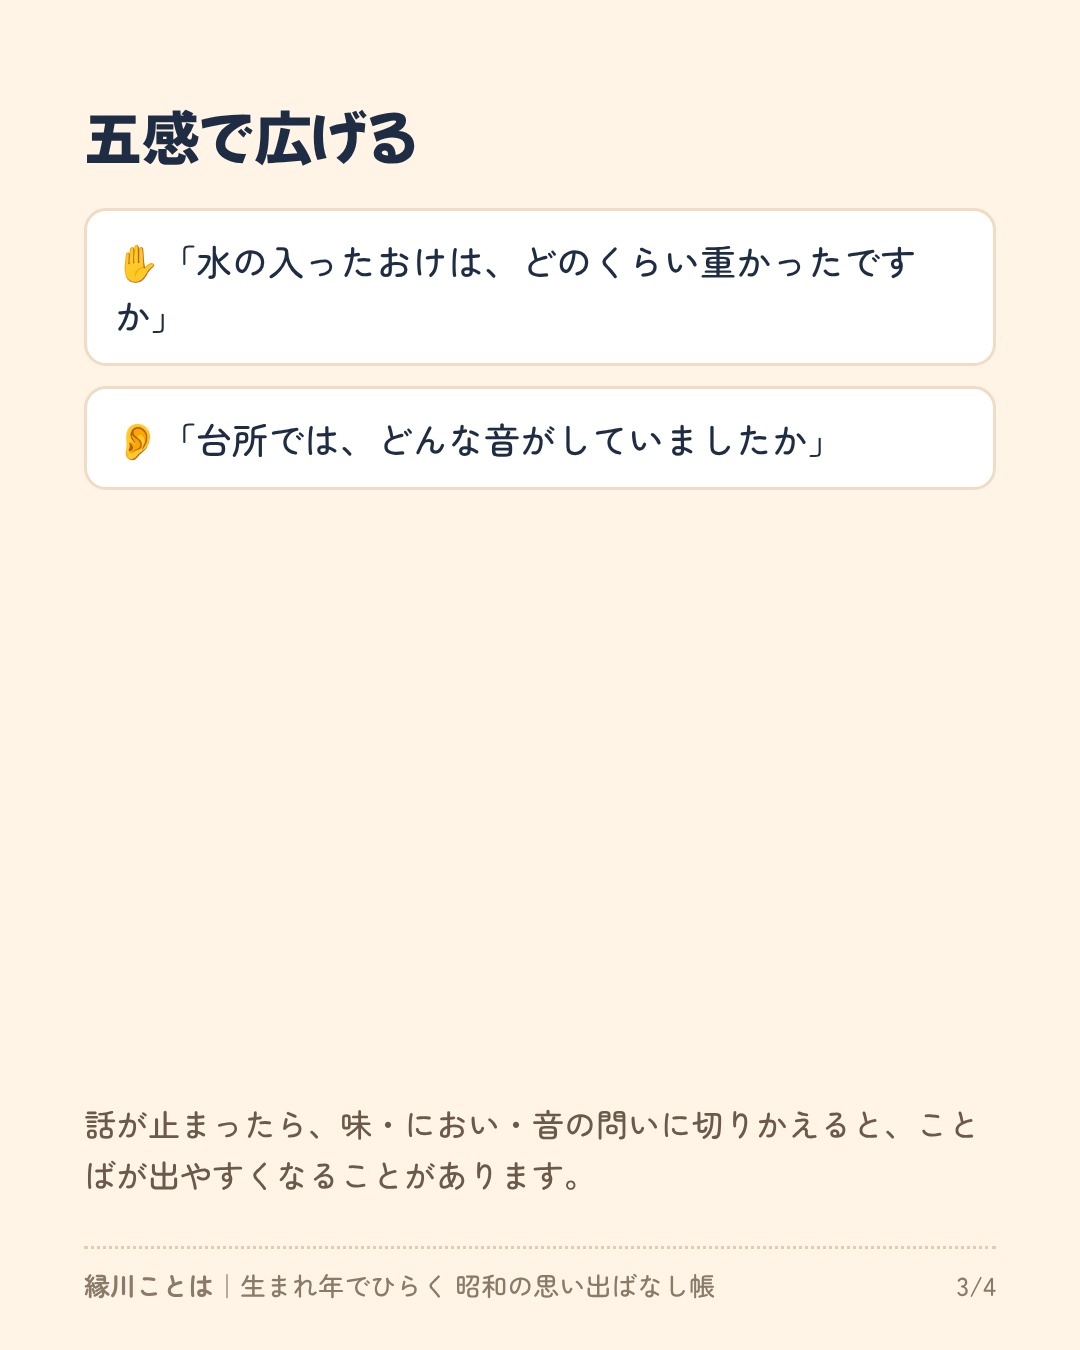 五感で広げる
✋「水の入ったおけは、どのくらい重かったです
か」
👂「台所では、どんな音がしていましたか」
話が止まったら、味・におい・音の問いに切りかえると、こと
ばが出やすくなることがあります。
縁川ことは｜生まれ年でひらく 昭和の思い出ばなし帳
3/4